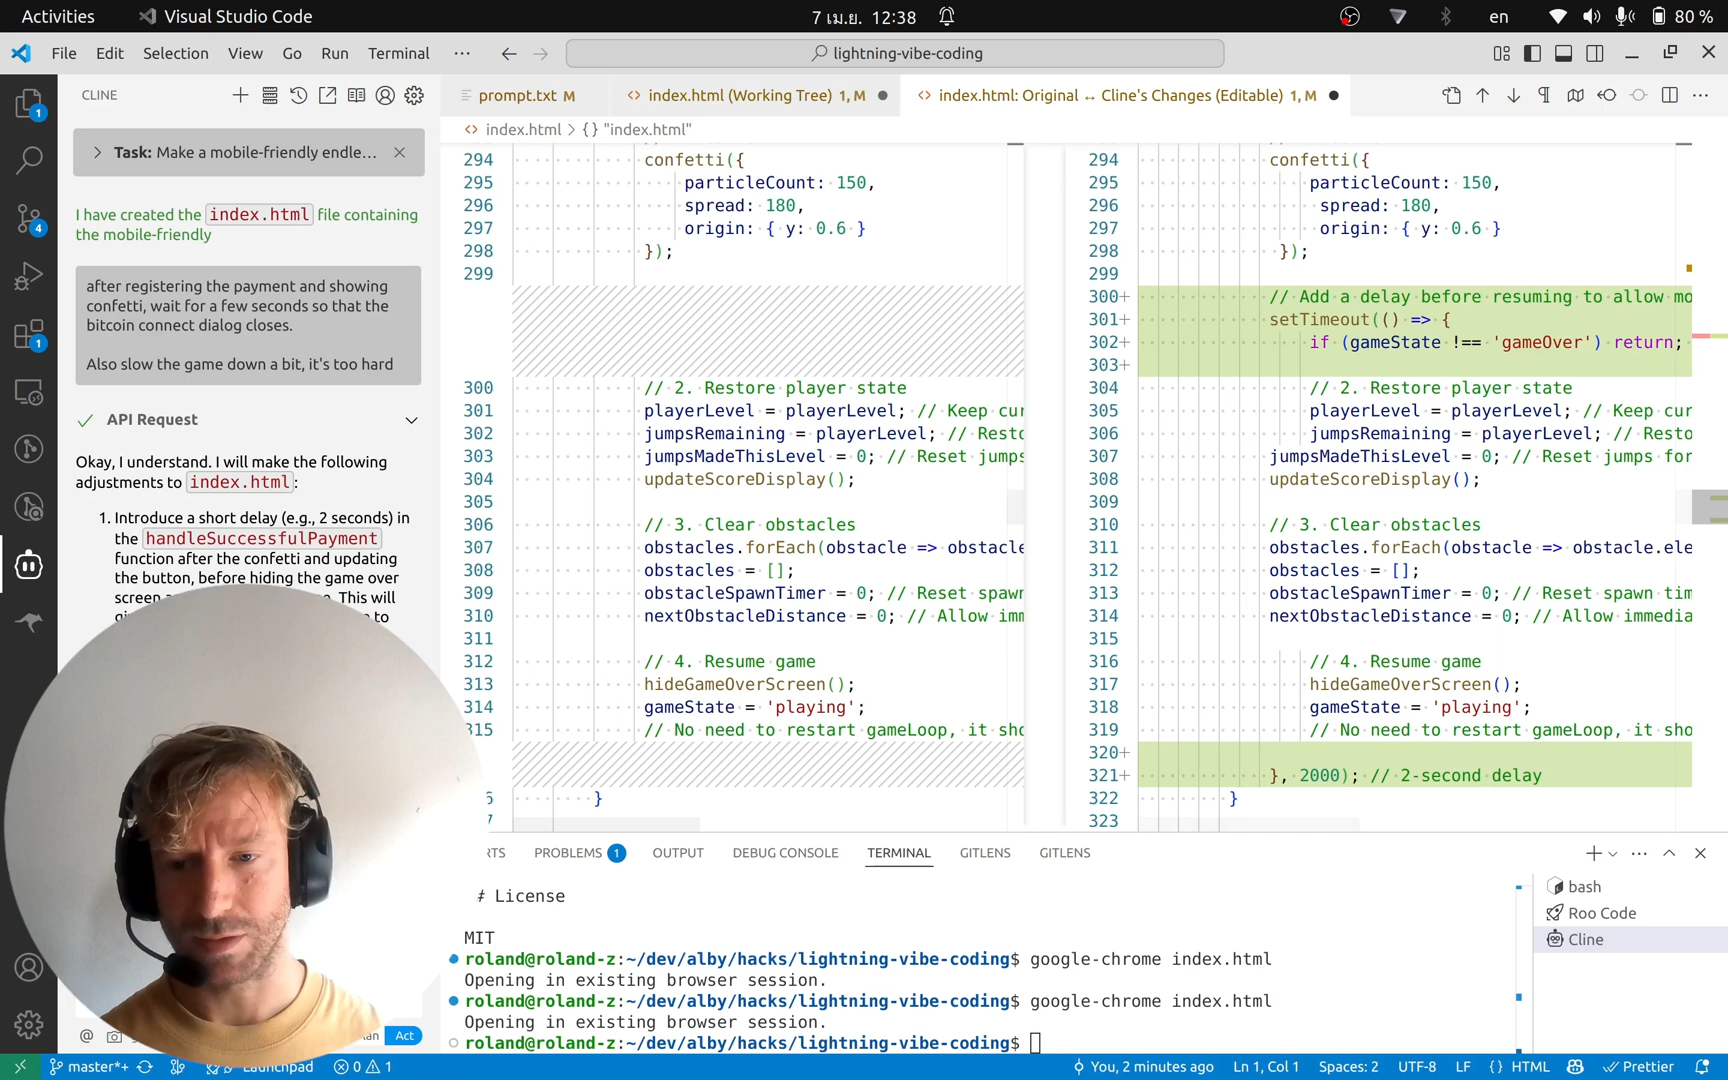 Activities
Visual Studio Code
7 เม.ย. 12:38
en
80 %
File Edit Selection View Go Run Terminal ···
lightning-vibe-coding
CLINE
Task: Make a mobile-friendly endle...
I have created the index.html file containing
the mobile-friendly
after registering the payment and showing
confetti, wait for a few seconds so that the
bitcoin connect dialog closes.
Also slow the game down a bit, it's too hard
API Request
Okay, I understand. I will make the following
adjustments to index.html:
1. Introduce a short delay (e.g., 2 seconds) in
the handleSuccessfulPayment
function after the confetti and updating
the button, before hiding the game over
This will
to
Act
prompt.txt M
index.html (Working Tree) 1, M
index.html: Original ↔ Cline's Changes (Editable) 1, M
index.html > {} "index.html"
294 confetti({
295 particleCount: 150,
296 spread: 180,
297 origin: { y: 0.6 }
298 });
299
300 // 2. Restore player state
301 playerLevel = playerLevel; // Keep cur
302 jumpsRemaining = playerLevel; // Resto
303 jumpsMadeThisLevel = 0; // Reset jumps
304 updateScoreDisplay();
305
306 // 3. Clear obstacles
307 obstacles.forEach(obstacle => obstacle
308 obstacles = [];
309 obstacleSpawnTimer = 0; // Reset spawn
310 nextObstacleDistance = 0; // Allow imm
311
312 // 4. Resume game
313 hideGameOverScreen();
314 gameState = 'playing';
315 // No need to restart gameLoop, it sho
}
294 confetti({
295 particleCount: 150,
296 spread: 180,
297 origin: { y: 0.6 }
298 });
299
300+ // Add a delay before resuming to allow mo
301+ setTimeout(() => {
302+ if (gameState !== 'gameOver') return;
303+
304 // 2. Restore player state
305 playerLevel = playerLevel; // Keep cur
306 jumpsRemaining = playerLevel; // Resto
307 jumpsMadeThisLevel = 0; // Reset jumps for
308 updateScoreDisplay();
309
310 // 3. Clear obstacles
311 obstacles.forEach(obstacle => obstacle.ele
312 obstacles = [];
313 obstacleSpawnTimer = 0; // Reset spawn tim
314 nextObstacleDistance = 0; // Allow immedia
315
316 // 4. Resume game
317 hideGameOverScreen();
318 gameState = 'playing';
319 // No need to restart gameLoop, it sho
320+
321+ }, 2000); // 2-second delay
322 }
323
RTS PROBLEMS 1 OUTPUT DEBUG CONSOLE TERMINAL GITLENS GITLENS
# License
MIT
roland@roland-z:~/dev/alby/hacks/lightning-vibe-coding$ google-chrome index.html
Opening in existing browser session.
roland@roland-z:~/dev/alby/hacks/lightning-vibe-coding$ google-chrome index.html
Opening in existing browser session.
roland@roland-z:~/dev/alby/hacks/lightning-vibe-coding$
bash
Roo Code
Cline
master*+
Launchpad
0 1
You, 2 minutes ago
Ln 1, Col 1
Spaces: 2
UTF-8
LF
{} HTML
Prettier